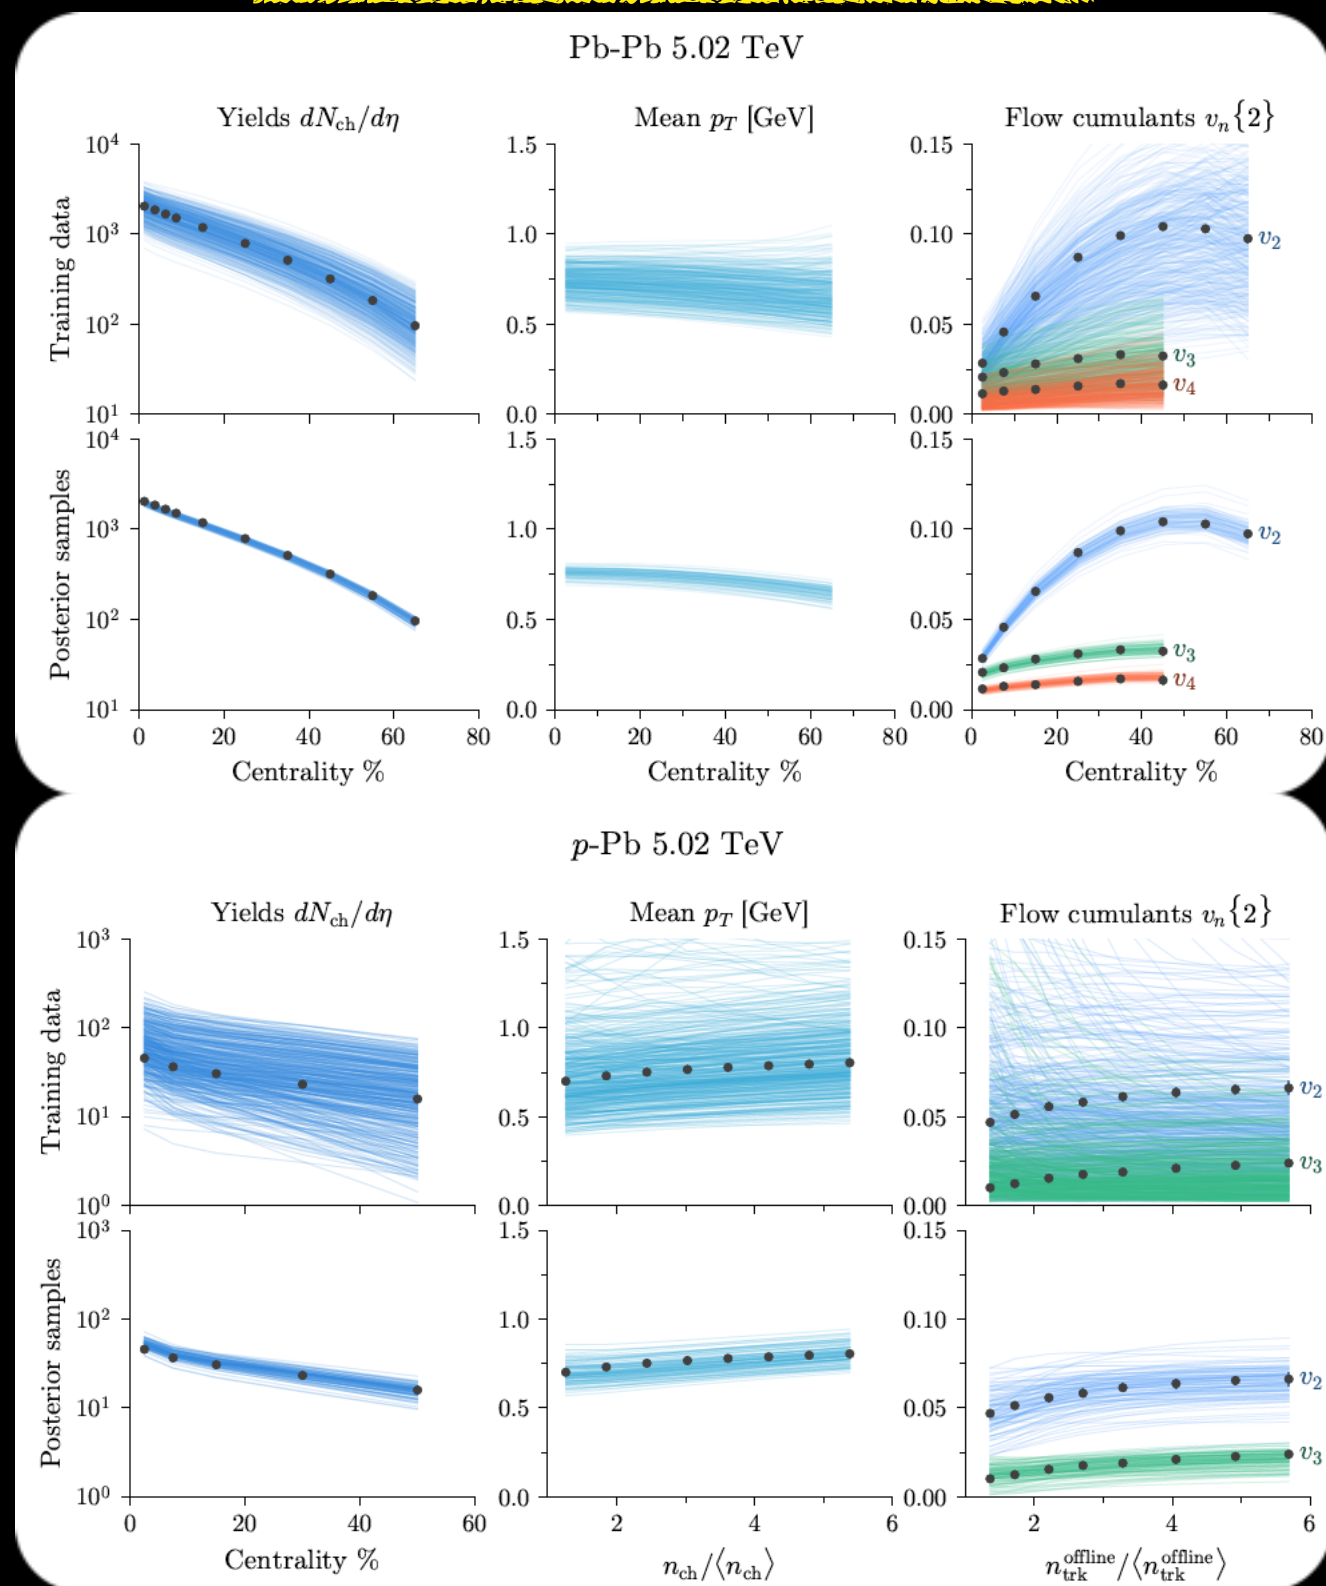 Pb-Pb 5.02 TeV
Yields dN_ch/dη
Mean p_T [GeV]
Flow cumulants v_n{2}
Training data
10^4
10^3
10^2
10^1
1.5
1.0
0.5
0.0
0.15
0.10
0.05
0.00
v_2
v_3
v_4
Posterior samples
10^4
10^3
10^2
10^1
0 20 40 60 80
Centrality %
1.5
1.0
0.5
0.0
0 20 40 60 80
Centrality %
0.15
0.10
0.05
0.00
0 20 40 60 80
Centrality %
v_2
v_3
v_4
p-Pb 5.02 TeV
Yields dN_ch/dη
Mean p_T [GeV]
Flow cumulants v_n{2}
Training data
10^3
10^2
10^1
10^0
1.5
1.0
0.5
0.0
0.15
0.10
0.05
0.00
v_2
v_3
Posterior samples
10^3
10^2
10^1
10^0
0 20 40 60
Centrality %
1.5
1.0
0.5
0.0
2 4 6
n_ch/⟨n_ch⟩
0.15
0.10
0.05
0.00
2 4 6
n_trk^offline/⟨n_trk^offline⟩
v_2
v_3